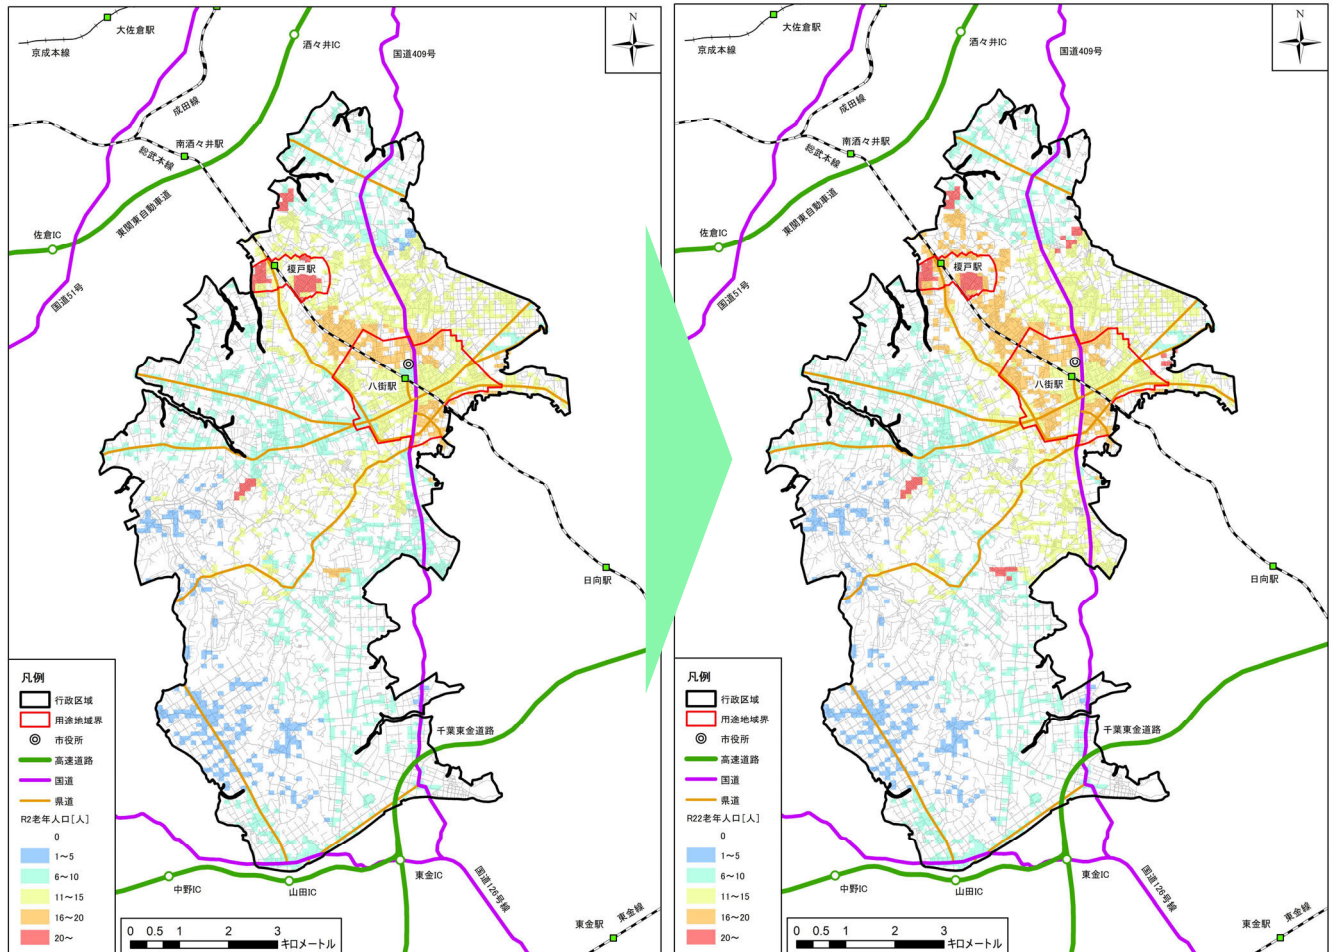 大佐倉駅
京成本線
酒々井IC
国道409号
N
成田線
南酒々井駅
総武本線
東関東自動車道
佐倉IC
国道51号
榎戸駅
八街駅
日向駅
千葉東金道路
凡例
行政区域
用途地域界
市役所
高速道路
国道
県道
R2老年人口[人]
0
1～5
6～10
11～15
16～20
20～
中野IC
山田IC
東金IC
国道126号線
東金駅
東金線
0 0.5 1 2 3
キロメートル
大佐倉駅
京成本線
酒々井IC
国道409号
N
成田線
南酒々井駅
総武本線
東関東自動車道
佐倉IC
国道51号
榎戸駅
八街駅
日向駅
千葉東金道路
凡例
行政区域
用途地域界
市役所
高速道路
国道
県道
R22老年人口[人]
0
1～5
6～10
11～15
16～20
20～
中野IC
山田IC
東金IC
国道126号線
東金駅
東金線
0 0.5 1 2 3
キロメートル